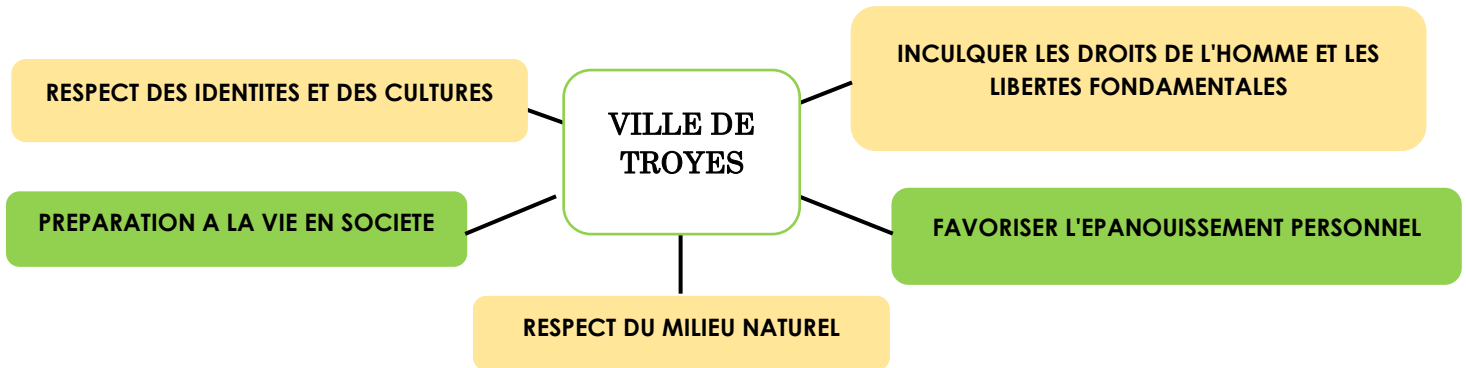 INCULQUER LES DROITS DE L'HOMME ET LES
LIBERTES FONDAMENTALES
RESPECT DES IDENTITES ET DES CULTURES
VILLE DE
TROYES
PREPARATION A LA VIE EN SOCIETE
FAVORISER L'EPANOUISSEMENT PERSONNEL
RESPECT DU MILIEU NATUREL